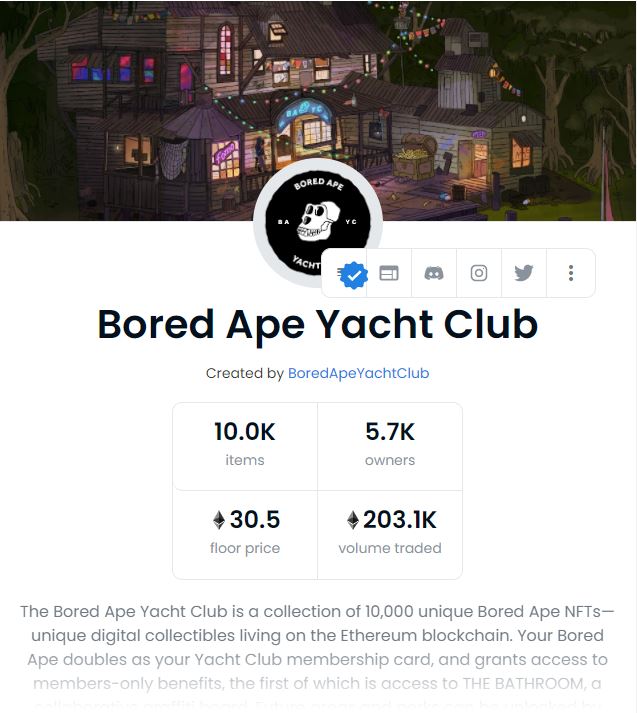 BAYC
BORED APE
BA YC
YACHT
Bored Ape Yacht Club
Created by BoredApeYachtClub
10.0K 5.7K
items owners
30.5 203.1K
floor price volume traded
The Bored Ape Yacht Club is a collection of 10,000 unique Bored Ape NFTs—
unique digital collectibles living on the Ethereum blockchain. Your Bored
Ape doubles as your Yacht Club membership card, and grants access to
members-only benefits, the first of which is access to THE BATHROOM, a
collaborative graffiti board. Future areas and perks can be unlocked by